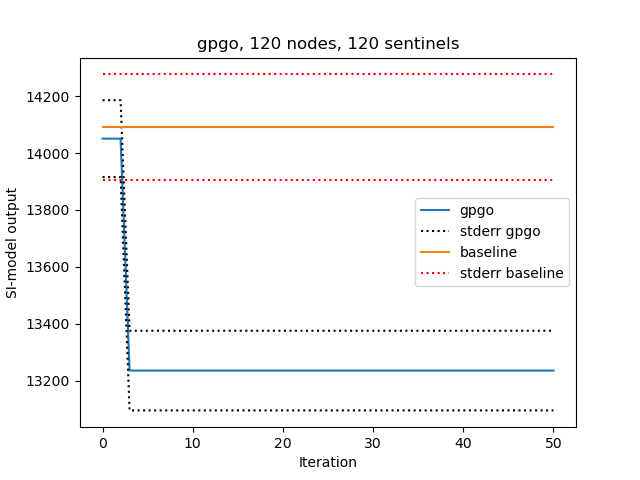 gpgo, 120 nodes, 120 sentinels
14200
14000
13800
13600
13400
13200
SI-model output
gpgo
stderr gpgo
baseline
stderr baseline
0 10 20 30 40 50
Iteration